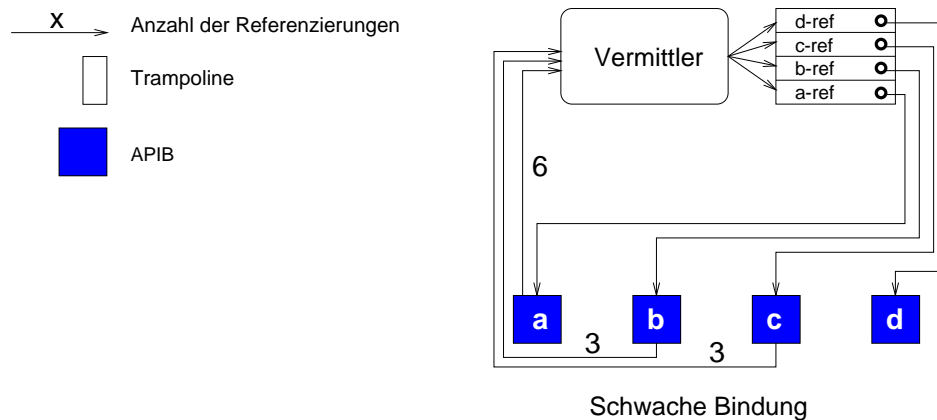 x
Anzahl der Referenzierungen
Trampoline
APIB
Vermittler
d-ref
c-ref
b-ref
a-ref
6
a
b
c
d
3
3
Schwache Bindung